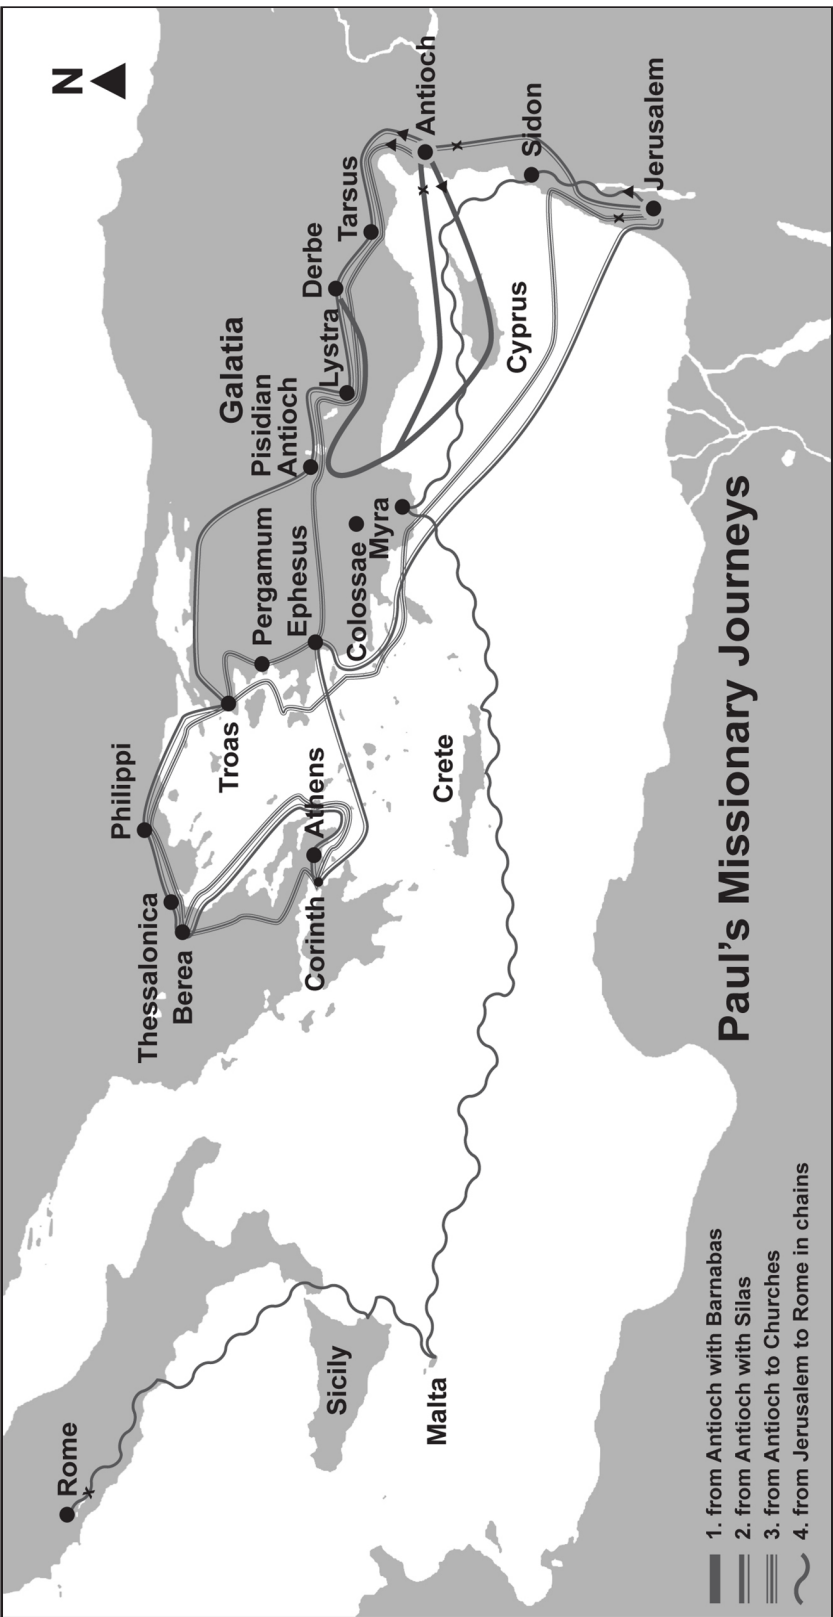 N
Rome
Philippi
Thessalonica
Berea
Troas
Pergamum
Ephesus
Galatia
Pisidian
Antioch
Lystra
Derbe
Tarsus
Antioch
Athens
Corinth
Colossae
Myra
Sicily
Malta
Crete
Cyprus
Sidon
Jerusalem
Paul's Missionary Journeys
1. from Antioch with Barnabas
2. from Antioch with Silas
3. from Antioch to Churches
4. from Jerusalem to Rome in chains